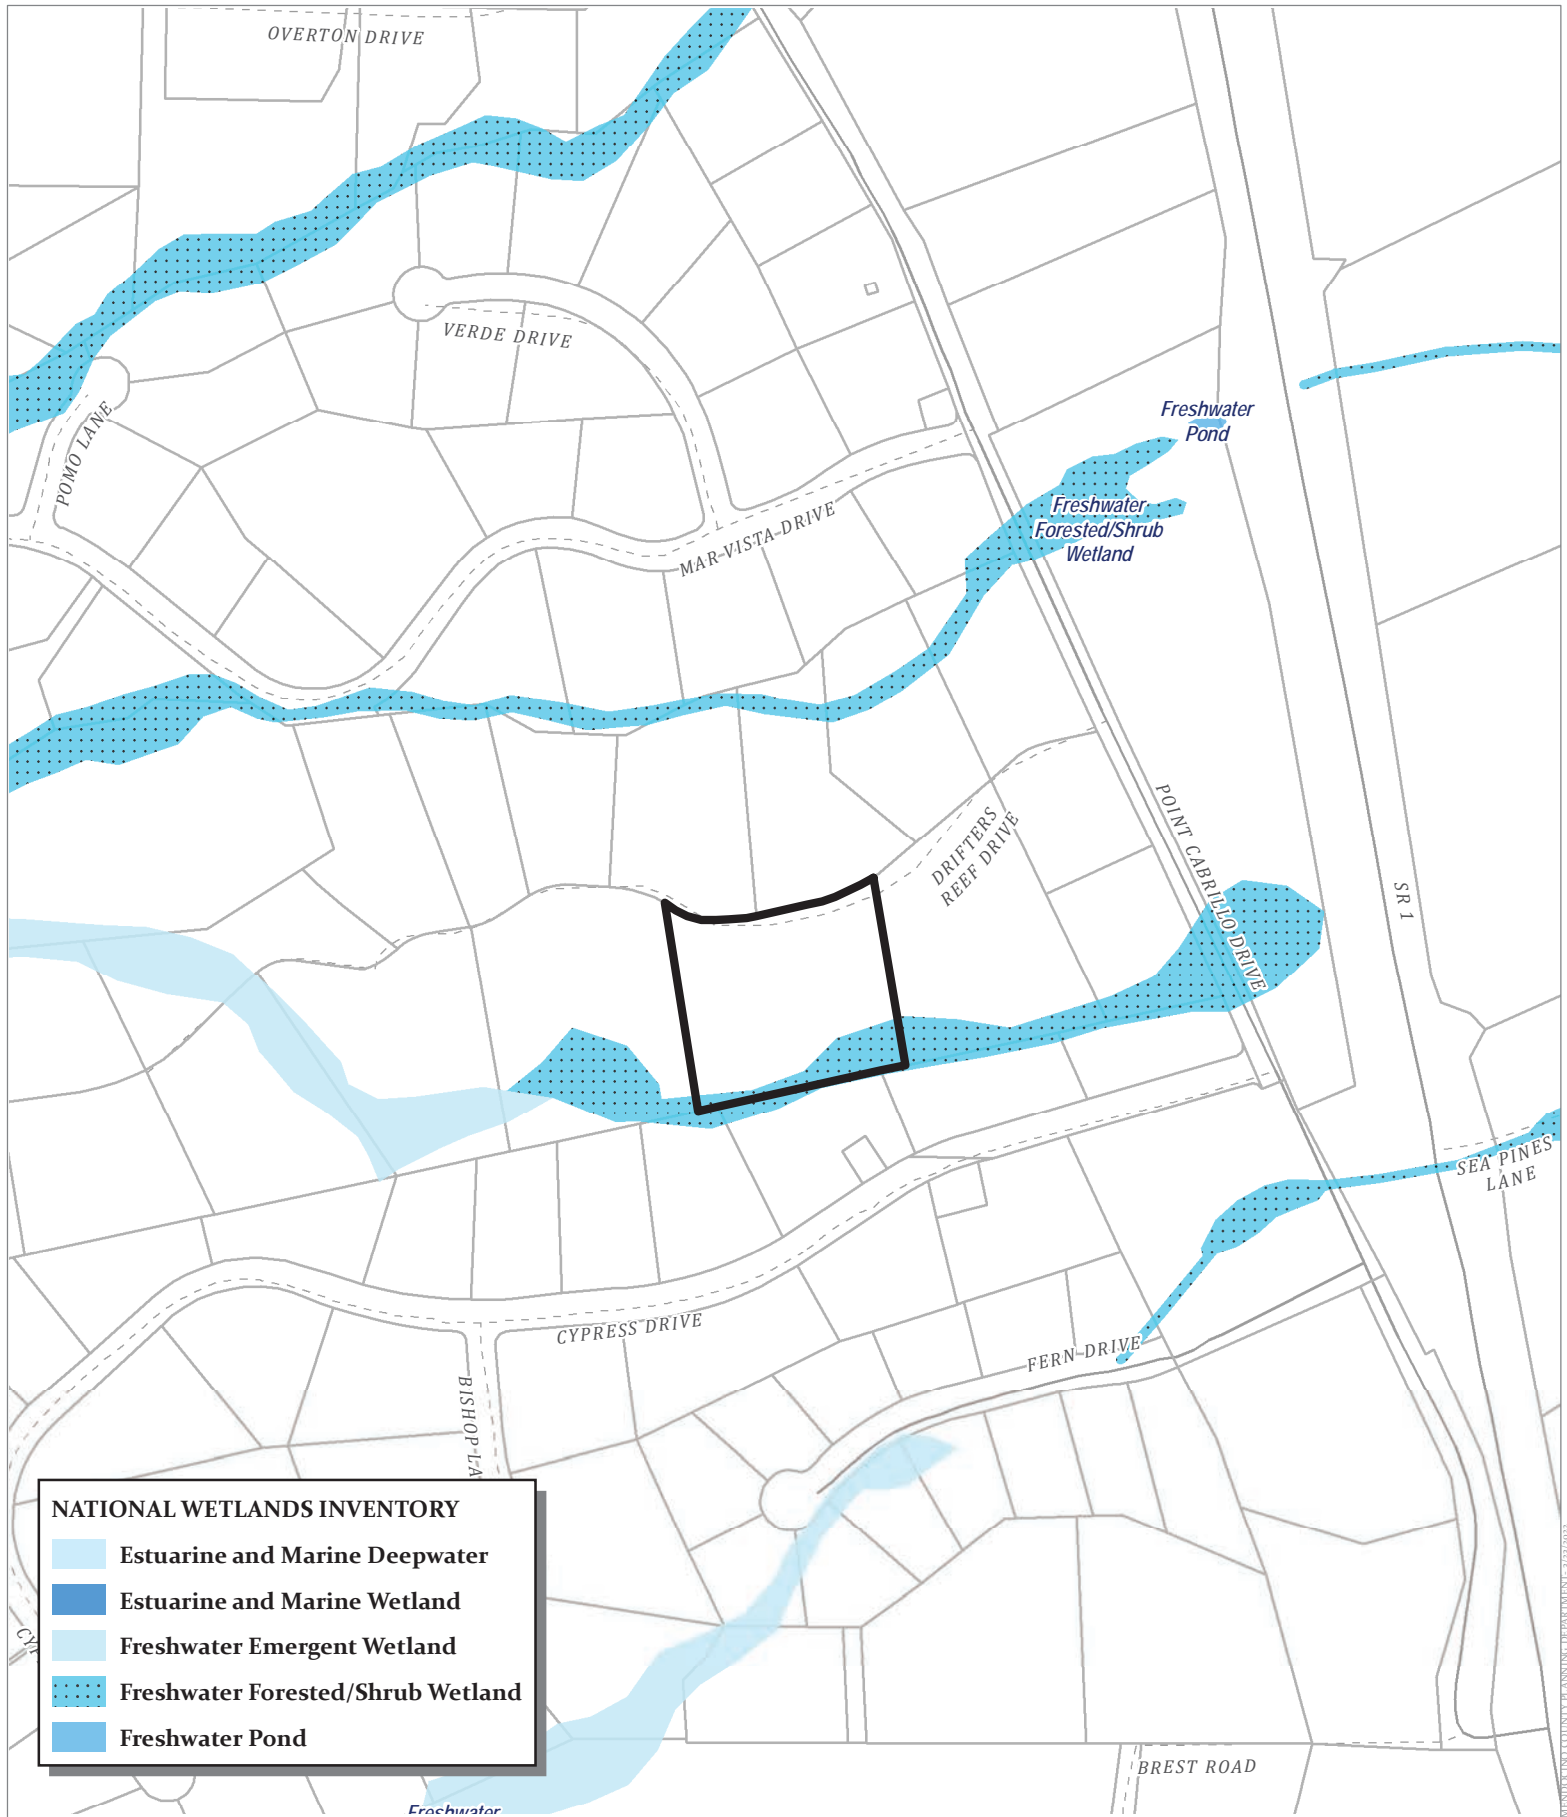 OVERTON DRIVE
VERDE DRIVE
POMO LANE
Freshwater
Pond
Freshwater
Forested/Shrub
Wetland
MAR VISTA DRIVE
DRIFTERS
REEF DRIVE
POINT CABRILLO DRIVE
SR 1
SEA PINES
LANE
CYPRESS DRIVE
FERN DRIVE
BISHOP LA
NATIONAL WETLANDS INVENTORY
Estuarine and Marine Deepwater
Estuarine and Marine Wetland
Freshwater Emergent Wetland
Freshwater Forested/Shrub Wetland
Freshwater Pond
CY
BREST ROAD
Freshwater